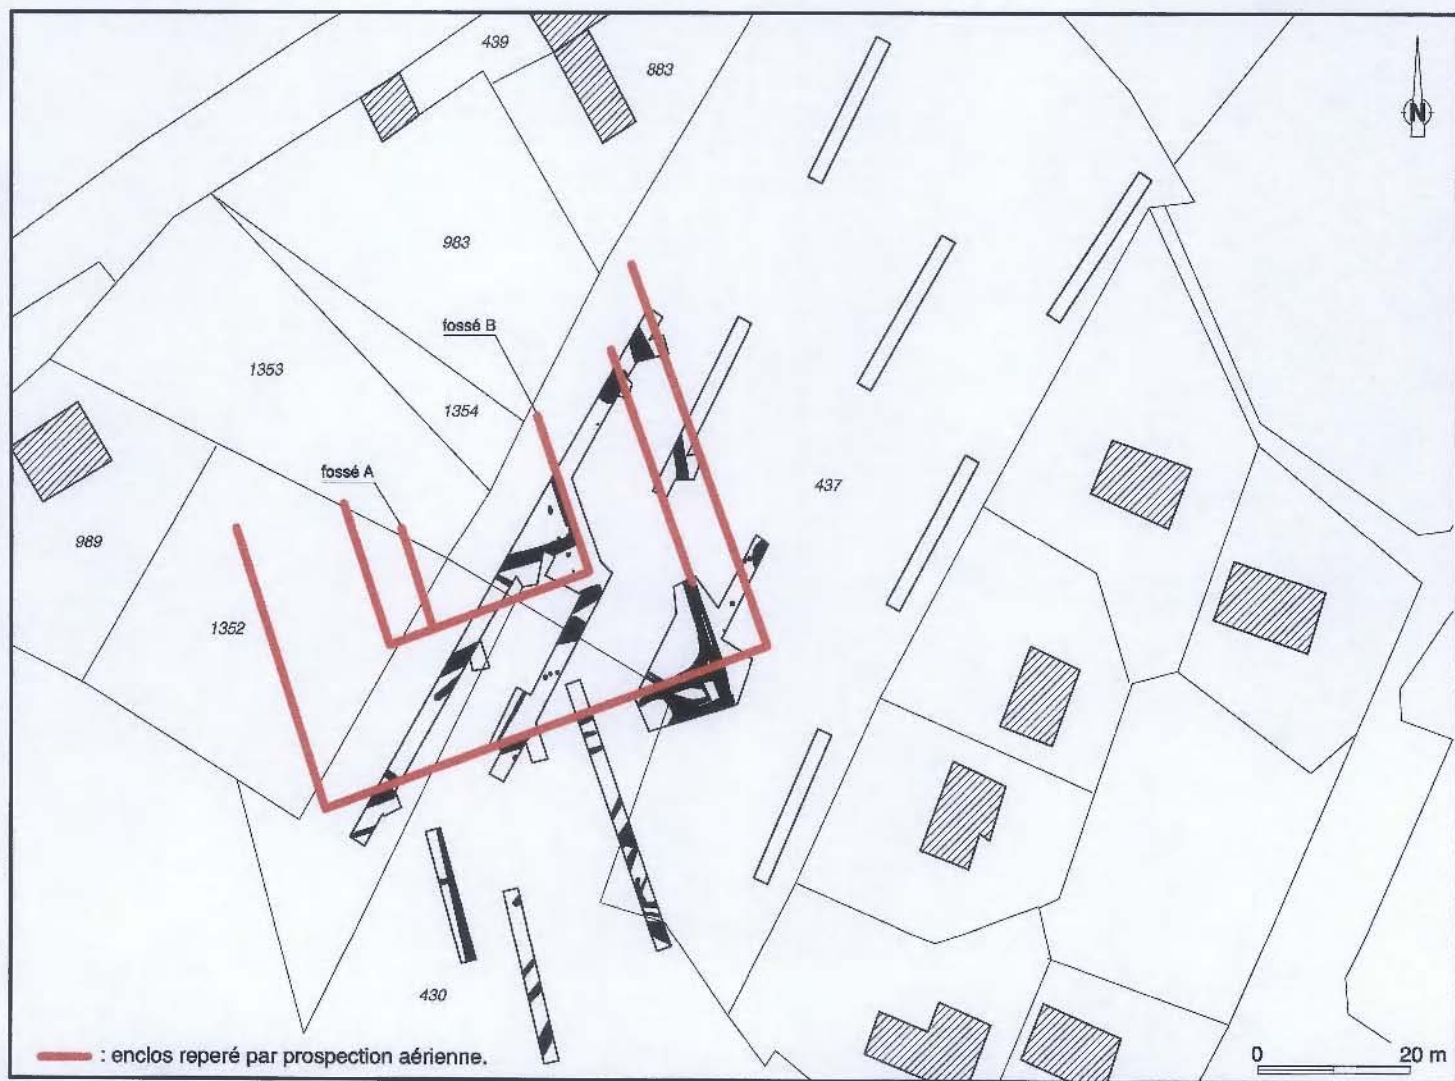 439
883
N
983
fossé B
1353
1354
fossé A
437
989
1352
430
: enclos reperé par prospection aérienne.
0 20 m